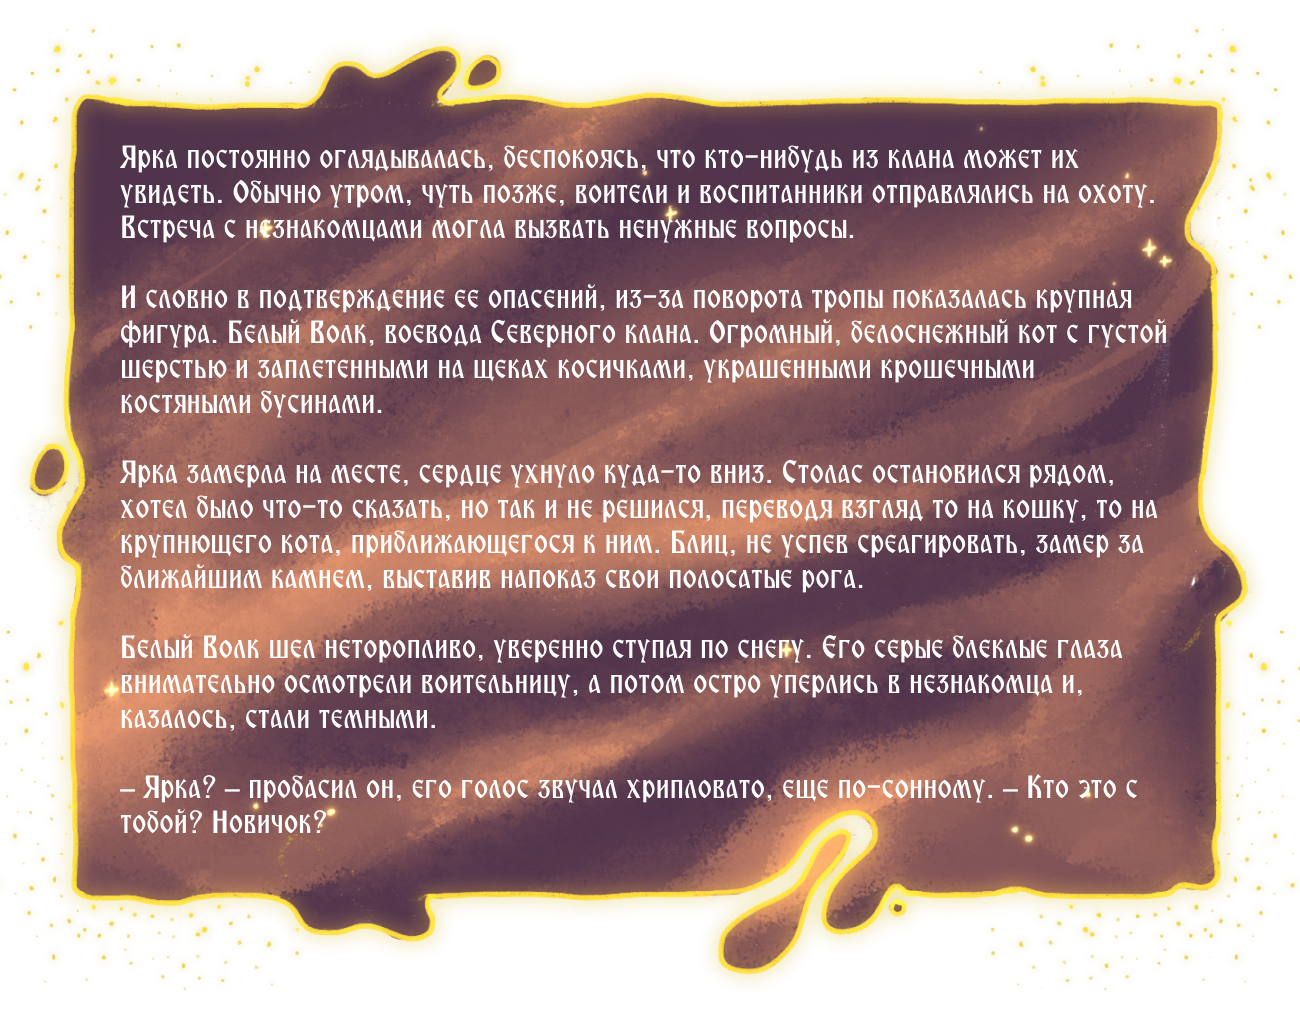 Ярка постоянно оглядывалась, беспокоясь, что кто-нибудь из клана может их
увидеть. Обычно утром, чуть позже, воители и воспитанники отправлялись на охоту.
Встреча с незнакомцами могла вызвать ненужные вопросы.
И словно в подтверждение ее опасений, из-за поворота тропы показалась крупная
фигура. Белый Волк, воевода Северного клана. Огромный, белоснежный кот с густой
шерстью и заплетенными на щеках косичками, украшенными крошечными
костяными бусинами.
Ярка замерла на месте, сердце ухнуло куда-то вниз. Столас остановился рядом,
хотел было что-то сказать, но так и не решился, переводя взгляд то на кошку, то на
крупнющего кота, приближающегося к ним. Блиц, не успев среагировать, замер за
ближайшим камнем, выставив напоказ свои полосатые рога.
Белый Волк шел неторопливо, уверенно ступая по снегу. Его серые блеклые глаза
внимательно осмотрели воительницу, а потом остро уперлись в незнакомца и,
казалось, стали темными.
– Ярка? – пробасил он, его голос звучал хрипловато, еще по-сонному. – Кто это с
тобой? Новичок?